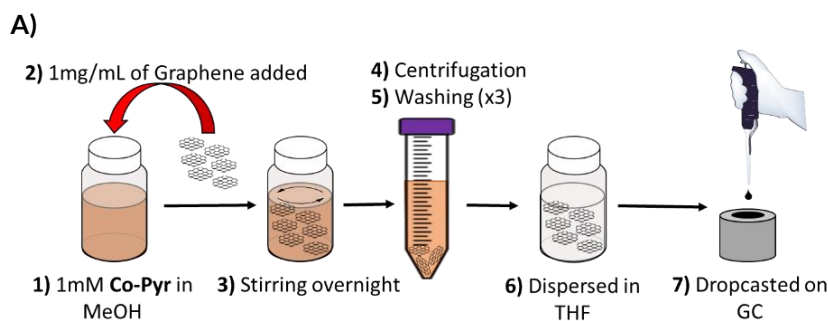 A)
2) 1mg/mL of Graphene added
4) Centrifugation
5) Washing (x3)
1) 1mM Co-Pyr in
MeOH
3) Stirring overnight
6) Dispersed in
THF
7) Dropcasted on
GC